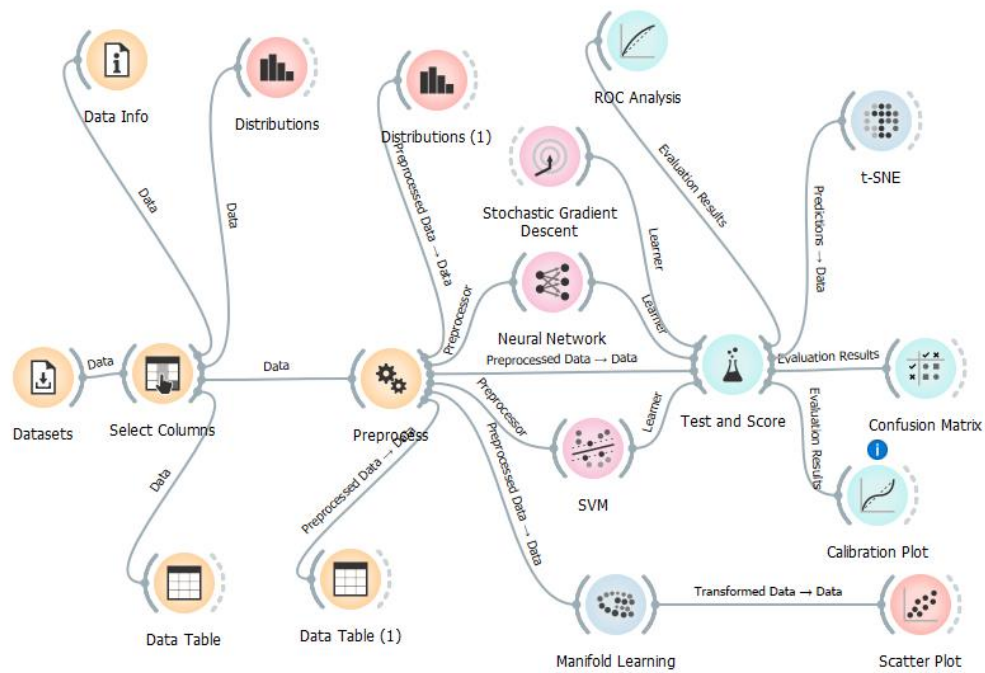 ROC Analysis
Data Info
Distributions
Distributions (1)
t-SNE
Stochastic Gradient
Descent
Evaluation Results
Predictions → Data
Data
Data
Preprocessed Data → Data
Learner
Preprocessor
Neural Network
Learner
Data
Data
Preprocessed Data → Data
Evaluation Results
Datasets
Select Columns
Preprocess
Test and Score
Confusion Matrix
Preprocessor
Learner
Evaluation Results
Data
Preprocessed Data → Data
Preprocessed Data → Data
SVM
i
Calibration Plot
Transformed Data → Data
Data Table
Data Table (1)
Manifold Learning
Scatter Plot